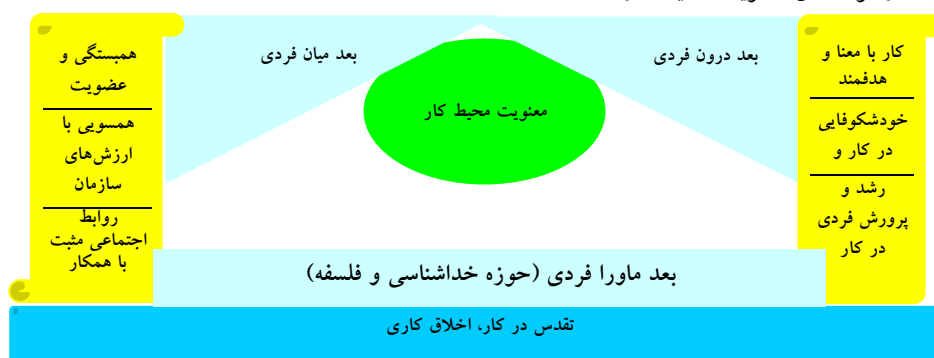 کار با معنا و
هدفمند
خودشکوفایی
در کار و
رشد و
پرورش فردی
در کار
بعد درون فردی
معنویت محیط کار
بعد میان فردی
همبستگی و
عضویت
همسویی با
ارزش‌های
سازمان
روابط
اجتماعی مثبت
با همکار
بعد ماورا فردی (حوزه خداشناسی و فلسفه)
تقدس در کار، اخلاق کاری